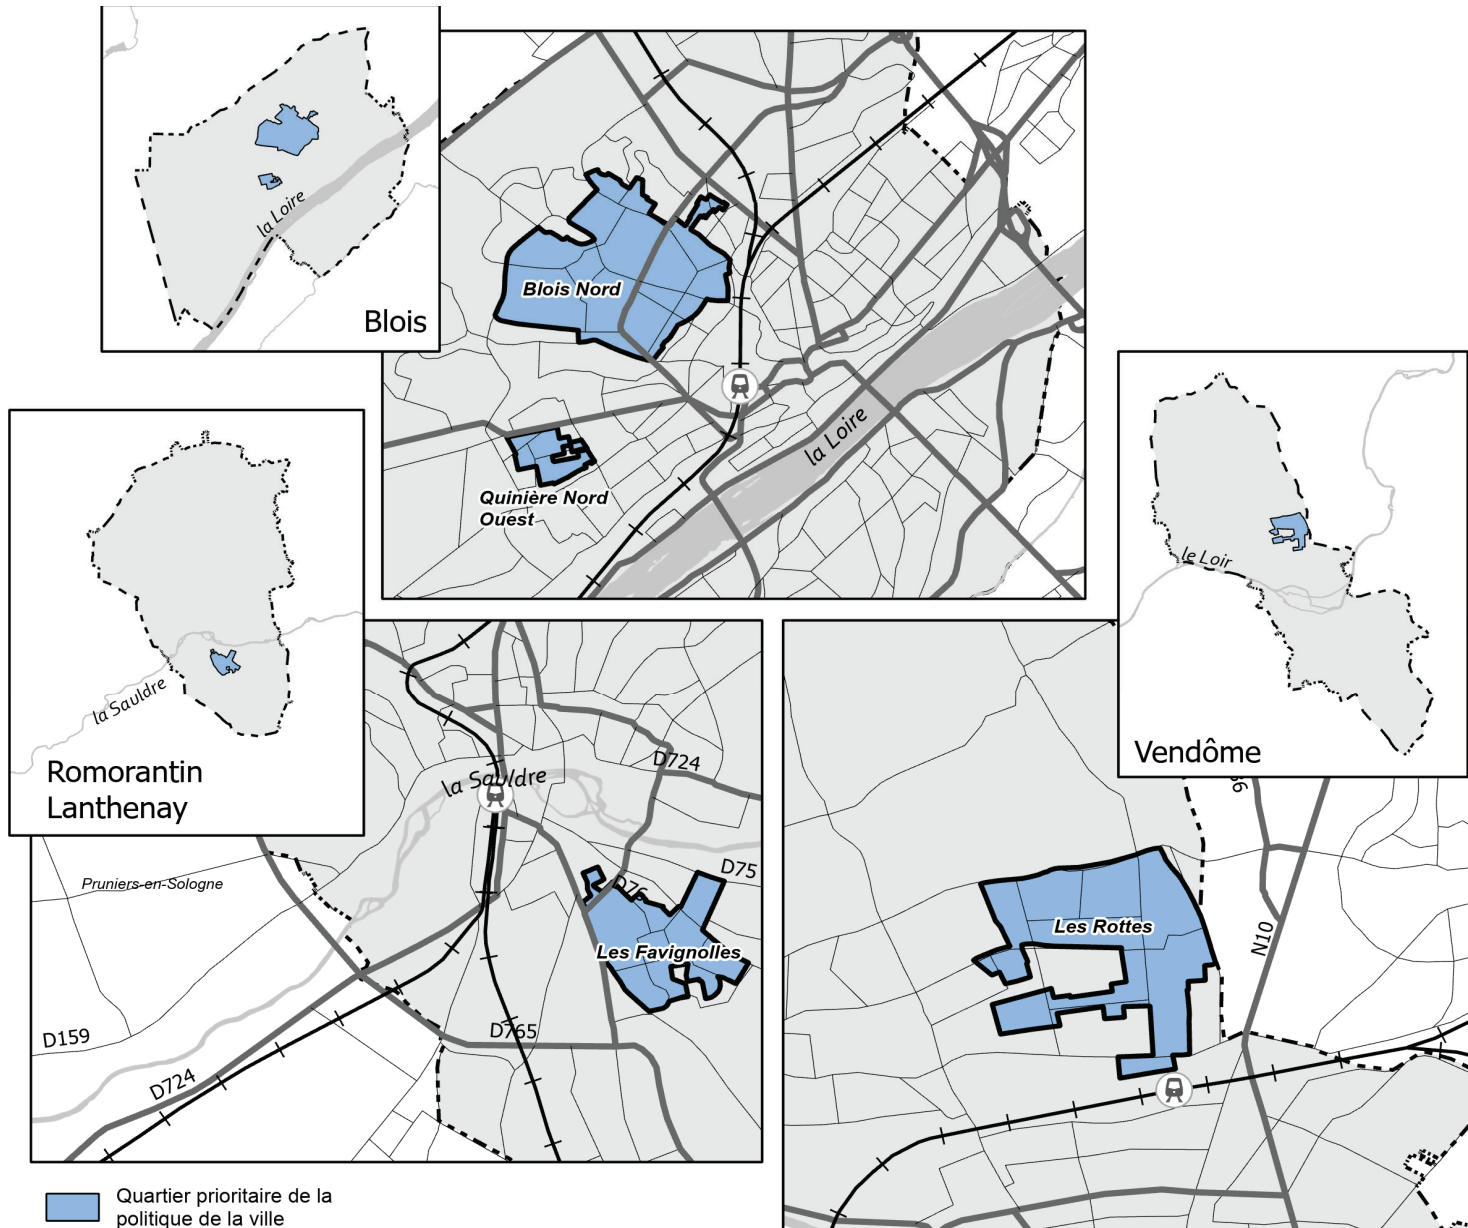 la Loire
Blois
Blois Nord
la Loire
Quinière Nord
Ouest
la Sauldre
Romorantin
Lanthenay
le Loir
Vendôme
la Sauldre
D724
D75
D76
Pruniers-en-Sologne
Les Favignolles
D159
D724
D765
Les Rottes
N10
Quartier prioritaire de la
politique de la ville